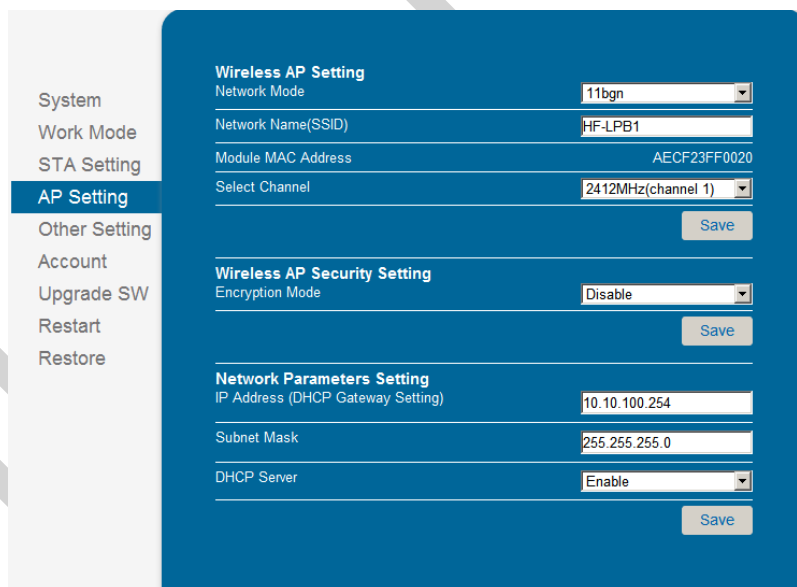 System
Work Mode
STA Setting
AP Setting
Other Setting
Account
Upgrade SW
Restart
Restore
Wireless AP Setting
Network Mode 11bgn
Network Name(SSID) HF-LPB1
Module MAC Address AECF23FF0020
Select Channel 2412MHz(channel 1)
Save
Wireless AP Security Setting
Encryption Mode Disable
Save
Network Parameters Setting
IP Address (DHCP Gateway Setting) 10.10.100.254
Subnet Mask 255.255.255.0
DHCP Server Enable
Save